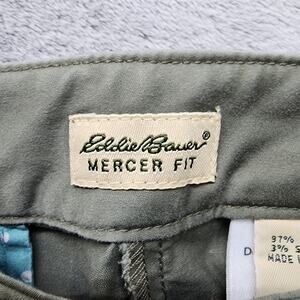 Eddie Bauer®
MERCER FIT
D
97%
3% S
MADE I